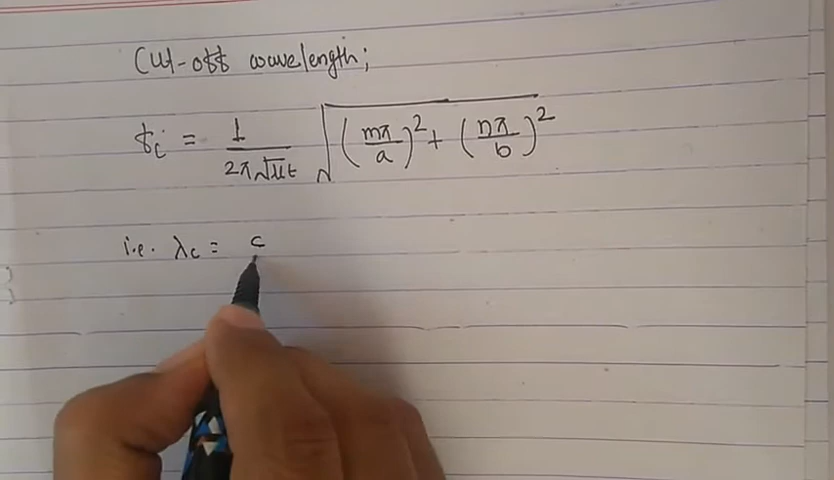 Cut-off wavelength;
fc = 1/(2π√με) √((mπ/a)² + (nπ/b)²)
i.e. λc = c